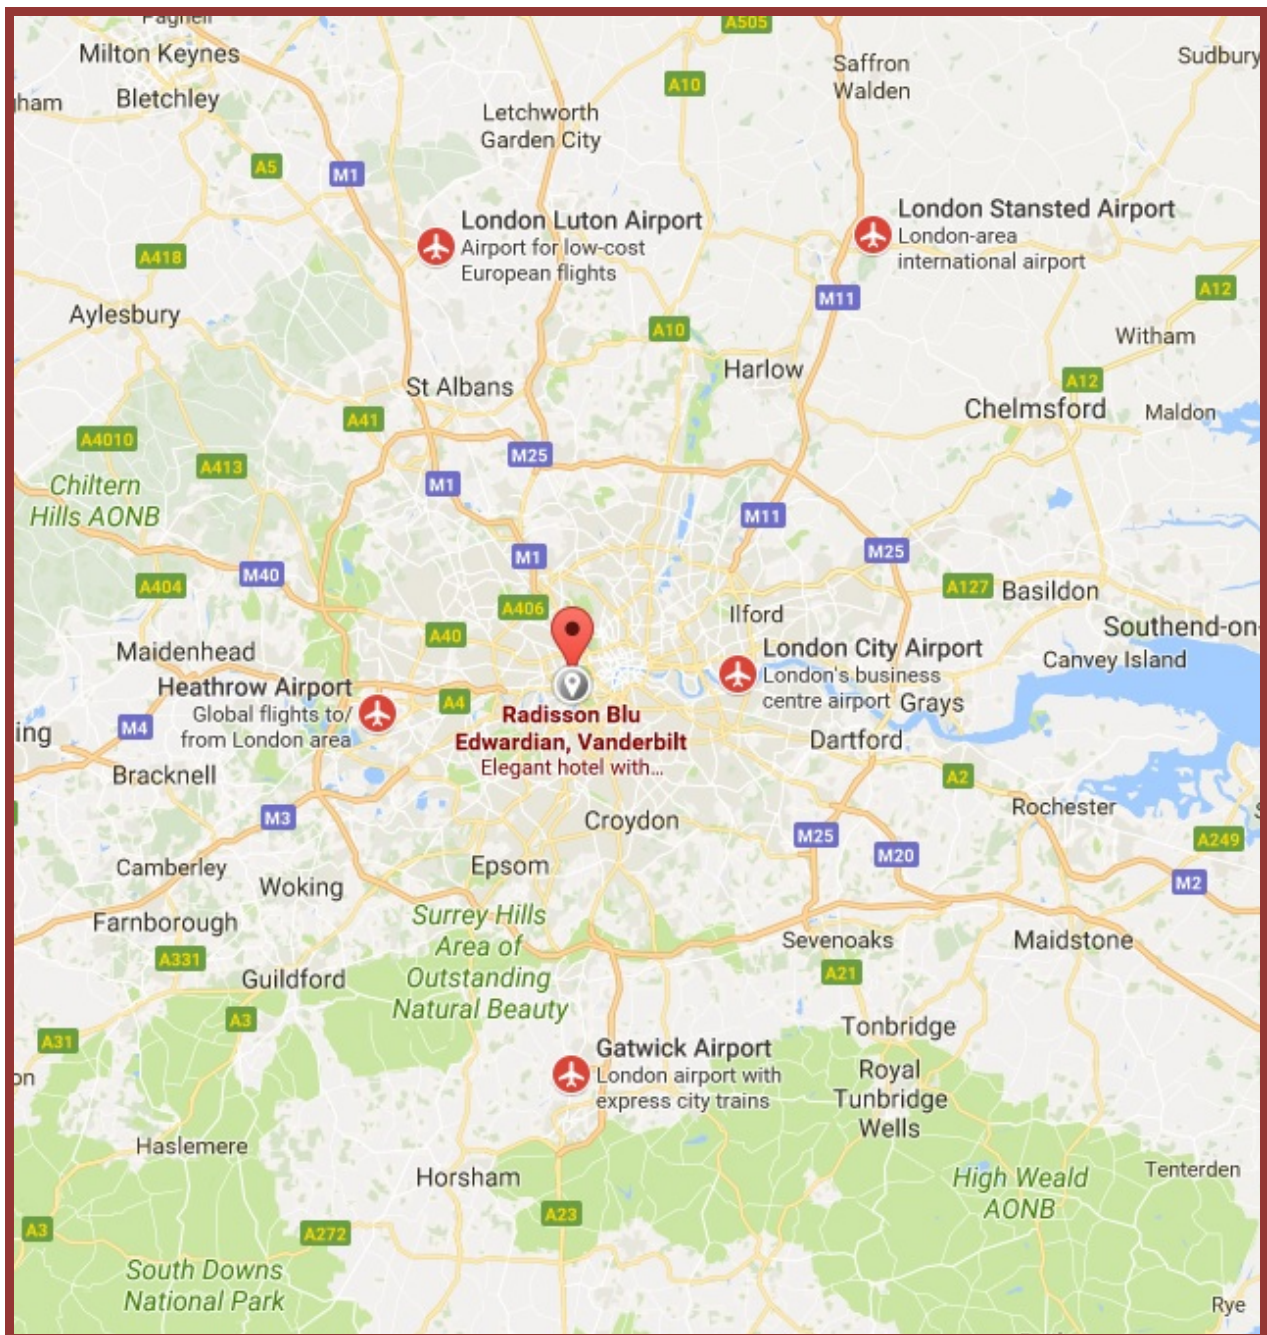 A505
Milton Keynes
Saffron
Walden
Sudbury
A10
Bletchley
Letchworth
Garden City
A5
M1
London Luton Airport
Airport for low-cost
European flights
London Stansted Airport
London-area
international airport
A418
M11
A12
Aylesbury
A10
Witham
Harlow
St Albans
A12
Chelmsford
Maldon
A41
A4010
A413
M25
M1
Chiltern
Hills AONB
M11
M1
M25
M40
A404
A406
A127
Basildon
Ilford
A40
Southend-on-
Maidenhead
London City Airport
London's business
centre airport
Canvey Island
Heathrow Airport
Global flights to/
from London area
A4
Grays
M4
Radisson Blu
Edwardian, Vanderbilt
Elegant hotel with...
Dartford
Bracknell
A2
Rochester
M3
Croydon
M25
A249
M20
Camberley
Epsom
Woking
M2
Farnborough
Surrey Hills
Area of
Outstanding
Natural Beauty
Sevenoaks
Maidstone
A331
Guildford
A21
A3
Tonbridge
A31
Gatwick Airport
London airport with
express city trains
Royal
Tunbridge
Wells
Haslemere
Horsham
High Weald
AONB
Tenterden
A3
A23
A272
South Downs
National Park
Rye